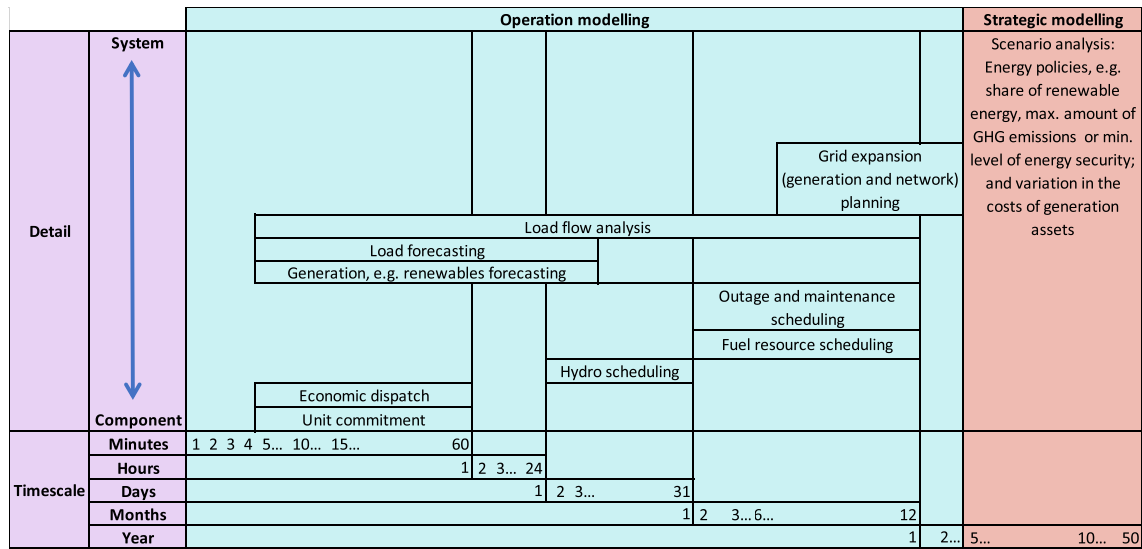 Operation modelling
Strategic modelling
System
Scenario analysis:
Energy policies, e.g.
share of renewable
energy, max. amount of
GHG emissions or min.
level of energy security;
and variation in the
costs of generation
assets
Grid expansion
(generation and network)
planning
Detail
Load flow analysis
Load forecasting
Generation, e.g. renewables forecasting
Outage and maintenance
scheduling
Fuel resource scheduling
Hydro scheduling
Economic dispatch
Component
Unit commitment
Timescale
Minutes 1 2 3 4 5... 10... 15... 60
Hours 1 2 3... 24
Days 1 2 3... 31
Months 1 2 3...6... 12
Year 1 2... 5... 10... 50